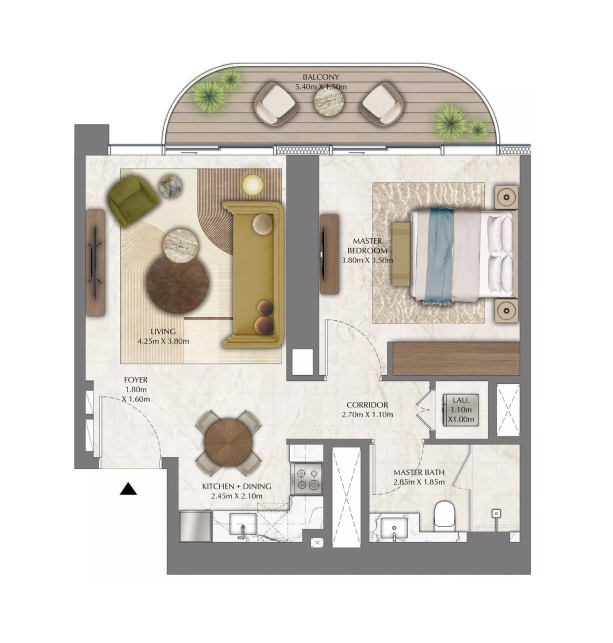 BALCONY
5.40m X 1.50m
MASTER
BEDROOM
3.80m X 3.50m
LIVING
4.25m X 3.80m
FOYER
1.80m
X 1.60m
CORRIDOR
2.70m X 1.10m
LAU.
1.10m
X1.00m
KITCHEN + DINING
2.45m X 2.10m
MASTER BATH
2.85m X 1.85m